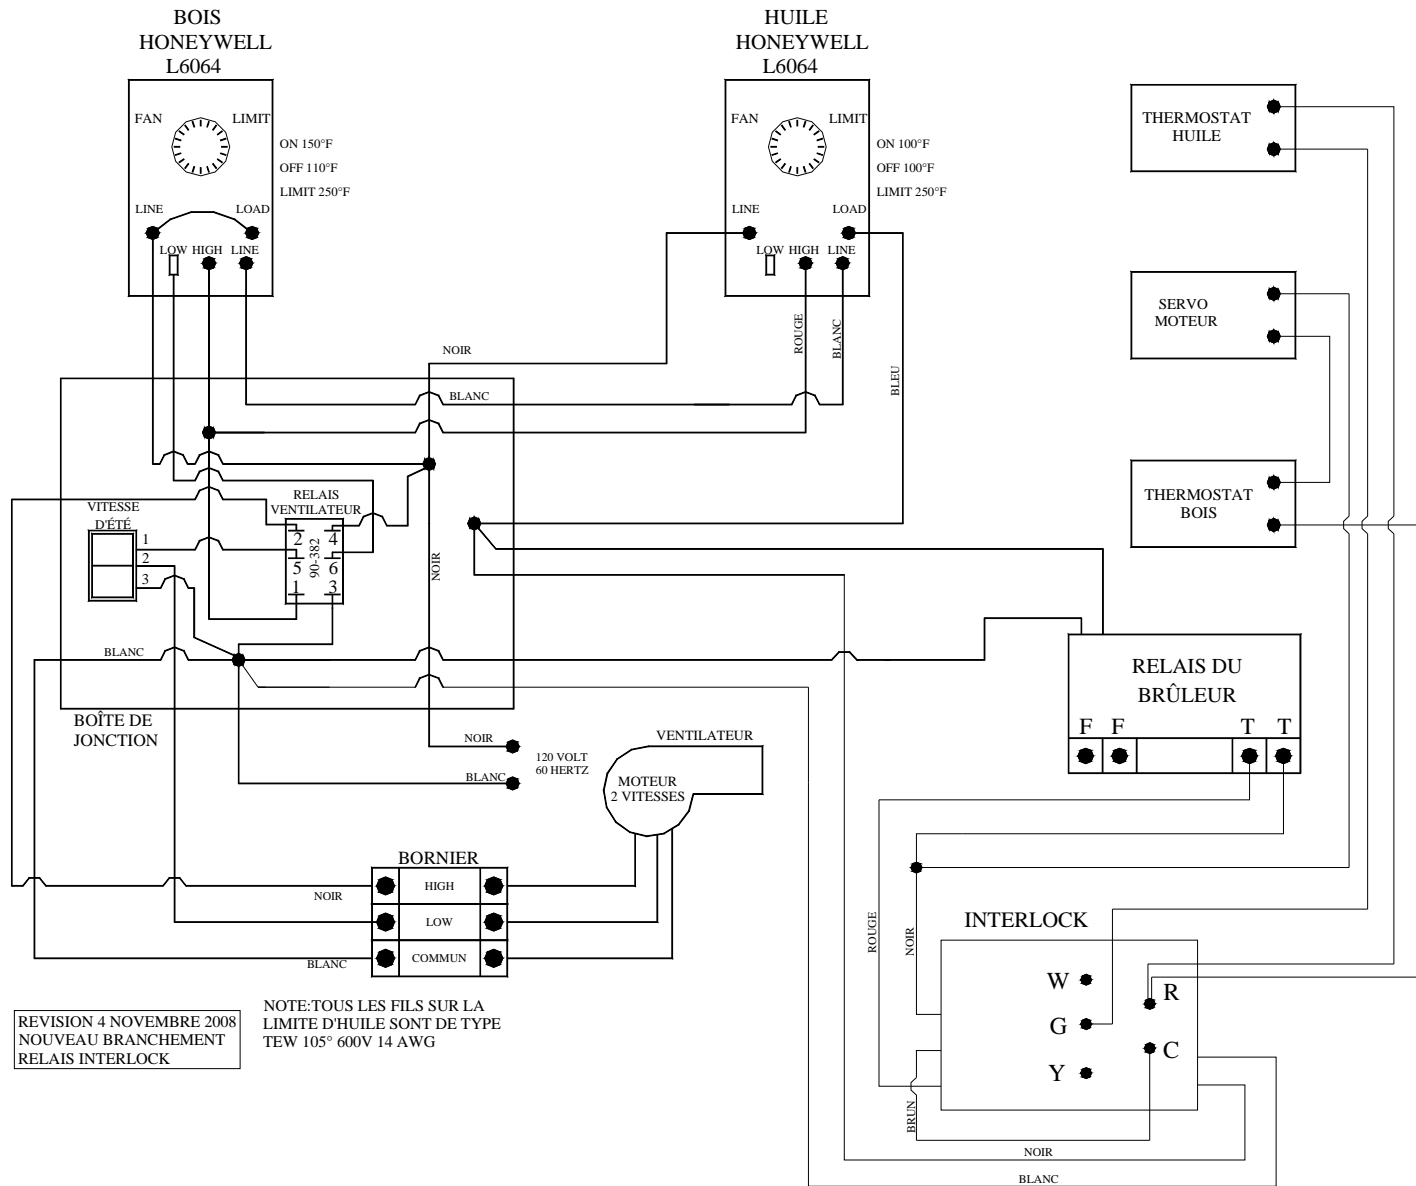 BOIS
HONEYWELL
L6064
HUILE
HONEYWELL
L6064
FAN
LIMIT
ON 150°F
OFF 110°F
LIMIT 250°F
LINE
LOAD
LOW
HIGH
LINE
FAN
LIMIT
ON 100°F
OFF 100°F
LIMIT 250°F
LINE
LOAD
LOW
HIGH
LINE
THERMOSTAT
HUILE
SERVO
MOTEUR
THERMOSTAT
BOIS
NOIR
ROUGE
BLANC
BLEU
BLANC
VITESSE
D'ÉTÉ
1
2
3
RELAIS
VENTILATEUR
2
4
5
6
1
3
90-382
NOIR
BLANC
BOÎTE DE
JONCTION
NOIR
BLANC
120 VOLT
60 HERTZ
VENTILATEUR
MOTEUR
2 VITESSES
RELAIS DU
BRÛLEUR
F
F
T
T
BORNIER
HIGH
LOW
COMMUN
NOIR
BLANC
ROUGE
NOIR
INTERLOCK
W
G
Y
R
C
BRUN
NOIR
BLANC
REVISION 4 NOVEMBRE 2008
NOUVEAU BRANCHEMENT
RELAIS INTERLOCK
NOTE:TOUS LES FILS SUR LA
LIMITE D'HUILE SONT DE TYPE
TEW 105° 600V 14 AWG